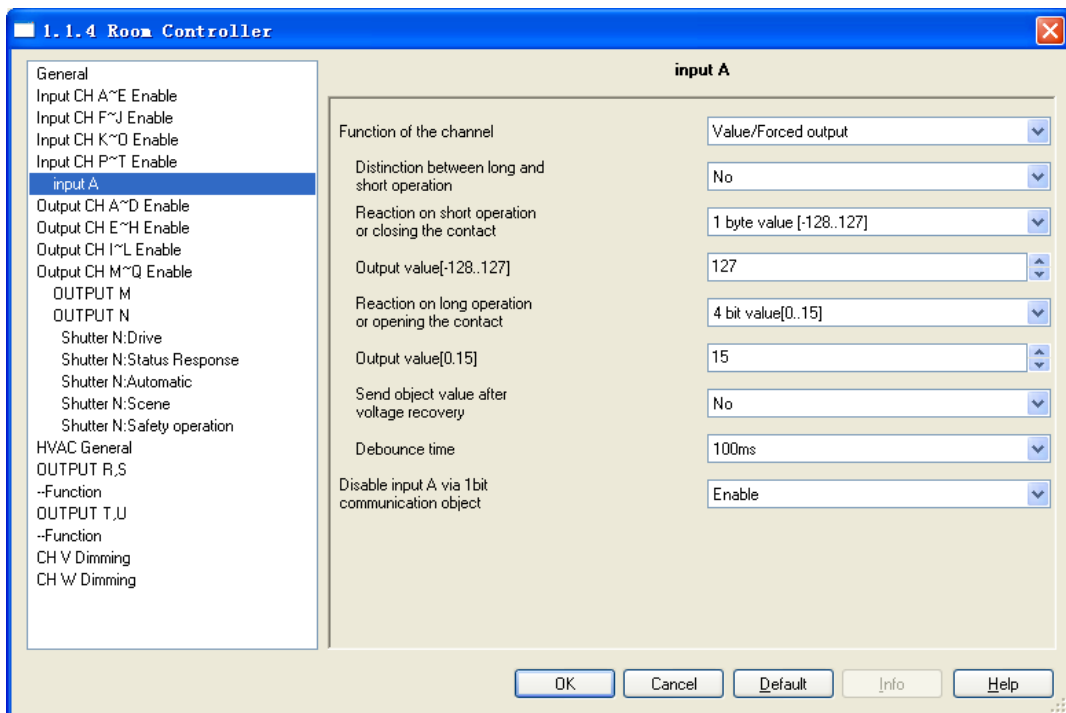 1.1.4 Room Controller
General
Input CH A~E Enable
Input CH F~J Enable
Input CH K~O Enable
Input CH P~T Enable
input A
Output CH A~D Enable
Output CH E~H Enable
Output CH I~L Enable
Output CH M~Q Enable
OUTPUT M
OUTPUT N
Shutter N:Drive
Shutter N:Status Response
Shutter N:Automatic
Shutter N:Scene
Shutter N:Safety operation
HVAC General
OUTPUT R,S
--Function
OUTPUT T,U
--Function
CH V Dimming
CH W Dimming
input A
Function of the channel
Value/Forced output
Distinction between long and
short operation
No
Reaction on short operation
or closing the contact
1 byte value [-128..127]
Output value[-128..127]
127
Reaction on long operation
or opening the contact
4 bit value[0..15]
Output value[0.15]
15
Send object value after
voltage recovery
No
Debounce time
100ms
Disable input A via 1bit
communication object
Enable
OK
Cancel
Default
Info
Help